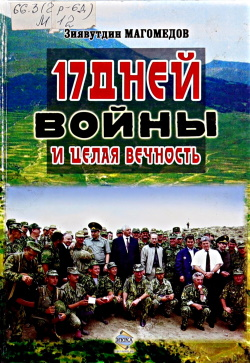 66.3(2р-6Д)
М 12
Зиявутдин МАГОМЕДОВ
17 ДНЕЙ
ВОЙНЫ
И ЦЕЛАЯ ВЕЧНОСТЬ